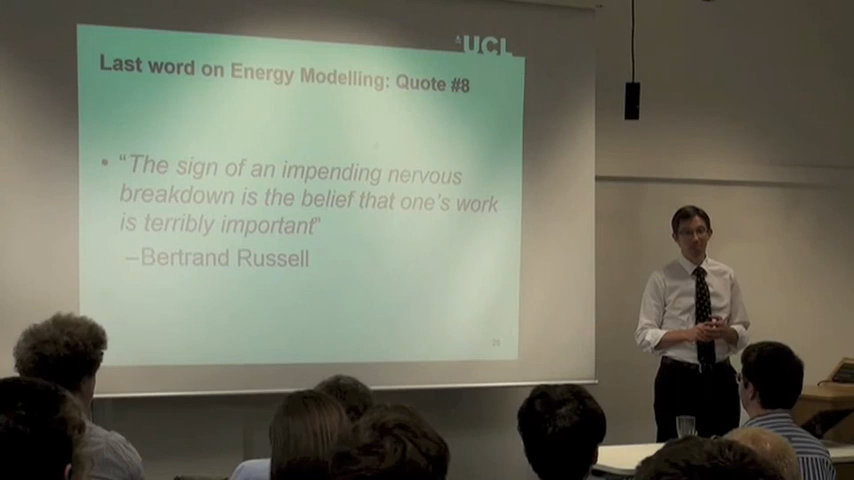 UCL
Last word on Energy Modelling: Quote #8
• “The sign of an impending nervous
breakdown is the belief that one’s work
is terribly important”
–Bertrand Russell